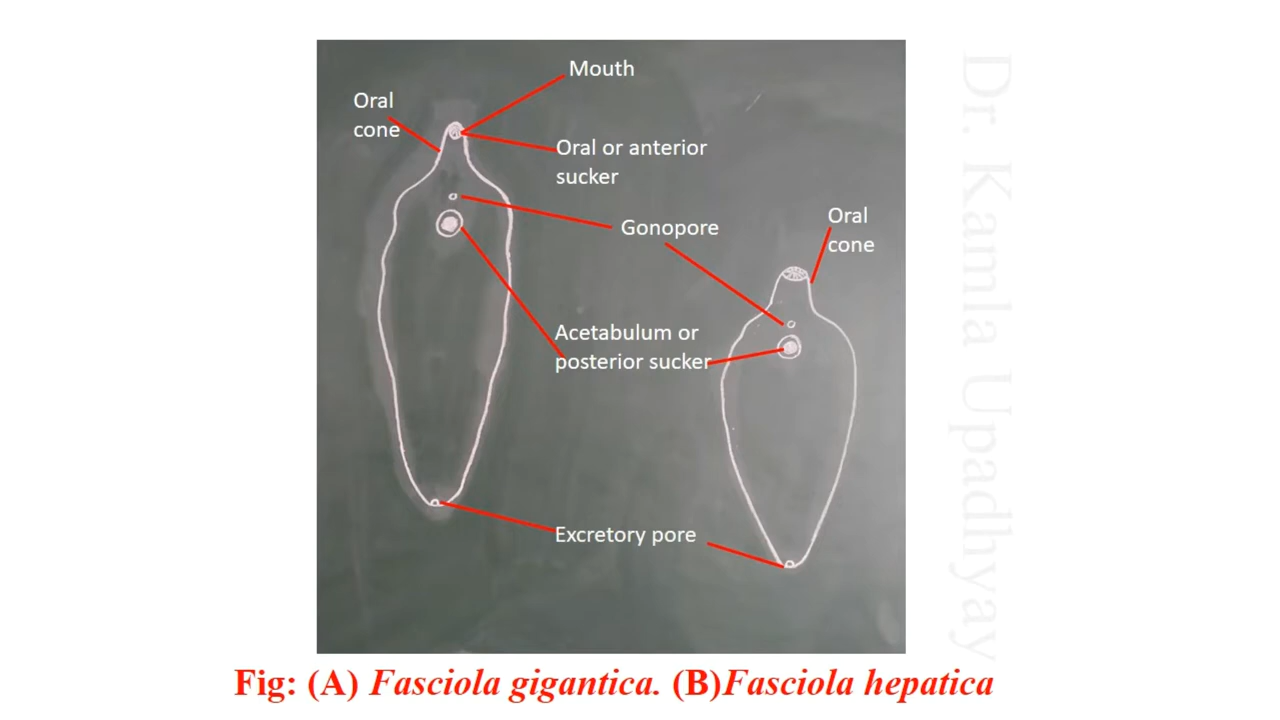 Mouth
Oral
cone
Oral or anterior
sucker
Gonopore
Oral
cone
Acetabulum or
posterior sucker
Excretory pore
Fig: (A) Fasciola gigantica. (B)Fasciola hepatica
Dr. Kamla Upadhyay